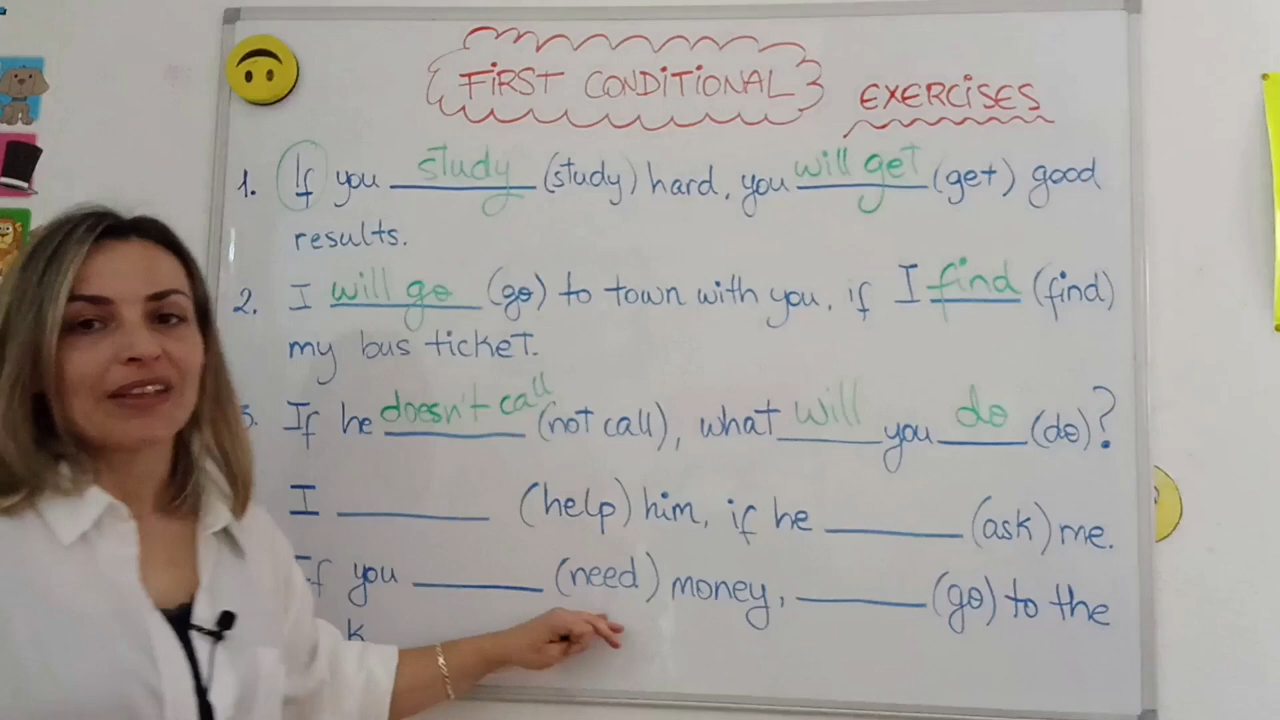 FIRST CONDITIONAL EXERCISES
1. If you study (study) hard, you will get (get) good
results.
2. I will go (go) to town with you, if I find (find)
my bus ticket.
3. If he doesn't call (not call), what will you do (do)?
I ______ (help) him, if he ______ (ask) me.
If you ______ (need) money, ______ (go) to the